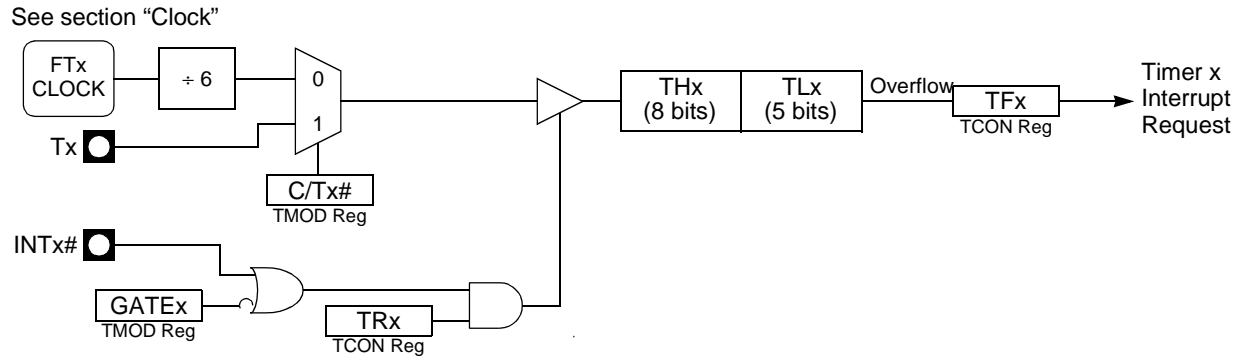 See section “Clock”
FTx
CLOCK
÷ 6
0
1
Tx
C/Tx#
TMOD Reg
THx
(8 bits)
TLx
(5 bits)
Overflow
TFx
TCON Reg
Timer x
Interrupt
Request
INTx#
GATEx
TMOD Reg
TRx
TCON Reg